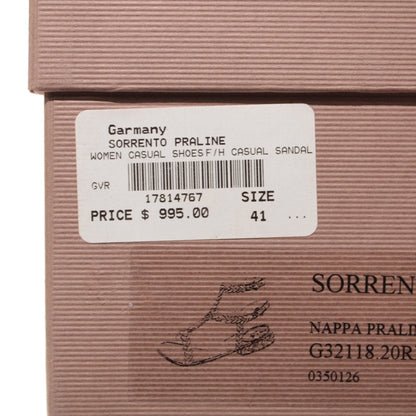 Garmany
SORRENTO PRALINE
WOMEN CASUAL SHOES F/H CASUAL SANDAL
GVR
17814767 SIZE
PRICE $ 995.00 41 ...
SORREN
NAPPA PRALI
G32118.20R
0350126